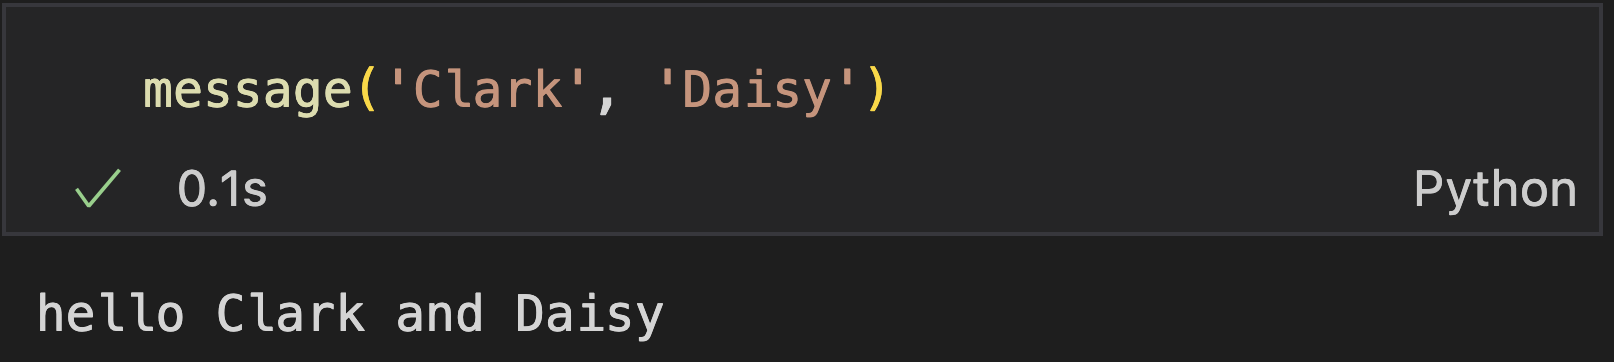 message('Clark', 'Daisy')
0.1s
Python
hello Clark and Daisy